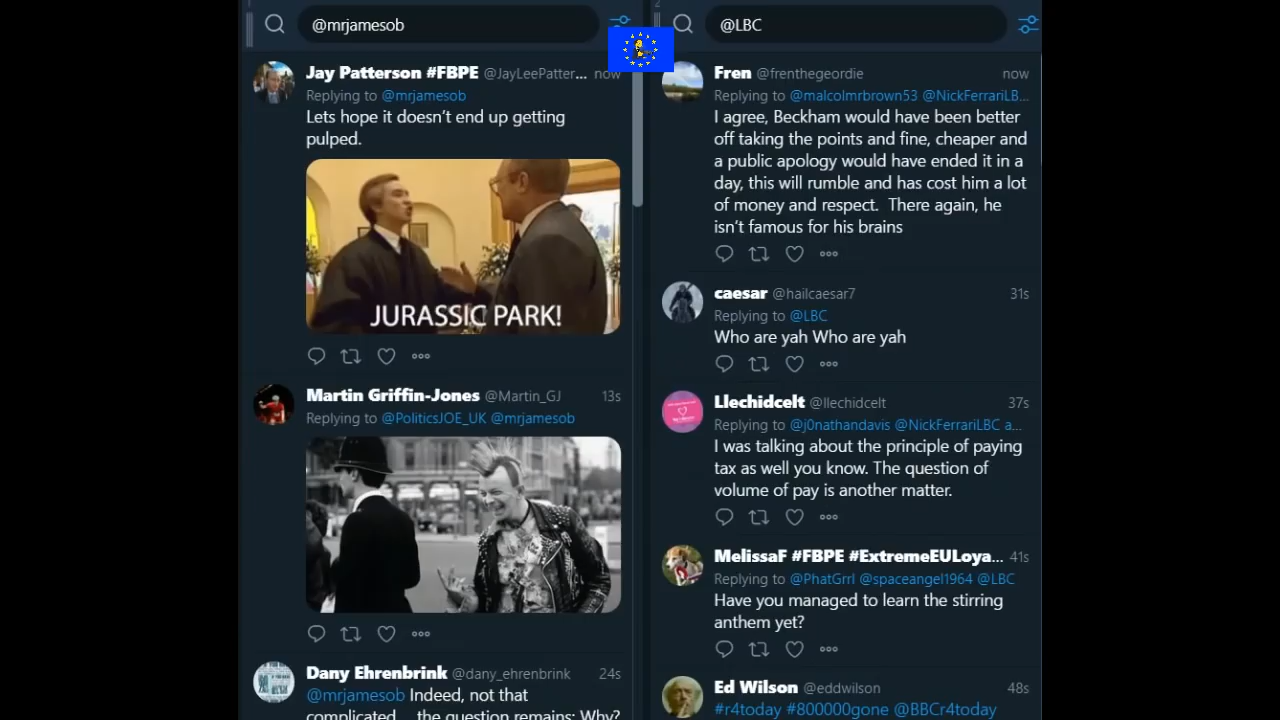 @mrjamesob
Jay Patterson #FBPE @JayLeePatter... now
Replying to @mrjamesob
Lets hope it doesn't end up getting
pulped.
JURASSIC PARK!
Martin Griffin-Jones @Martin_GJ 13s
Replying to @PoliticsJOE_UK @mrjamesob
Dany Ehrenbrink @dany_ehrenbrink 24s
@mrjamesob Indeed, not that
complicated... the question remains: Why?
@LBC
Fren @frenthegeordie now
Replying to @malcolmrbrown53 @NickFerrariLB...
I agree, Beckham would have been better
off taking the points and fine, cheaper and
a public apology would have ended it in a
day, this will rumble and has cost him a lot
of money and respect. There again, he
isn't famous for his brains
caesar @hailcaesar7 31s
Replying to @LBC
Who are yah Who are yah
Llechidcelt @llechidcelt 37s
Replying to @j0nathandavis @NickFerrariLBC a...
I was talking about the principle of paying
tax as well you know. The question of
volume of pay is another matter.
MelissaF #FBPE #ExtremeEULoya... 41s
Replying to @PhatGrrl @spaceangel1964 @LBC
Have you managed to learn the stirring
anthem yet?
Ed Wilson @eddwilson 48s
#r4today #800000gone @BBCr4today